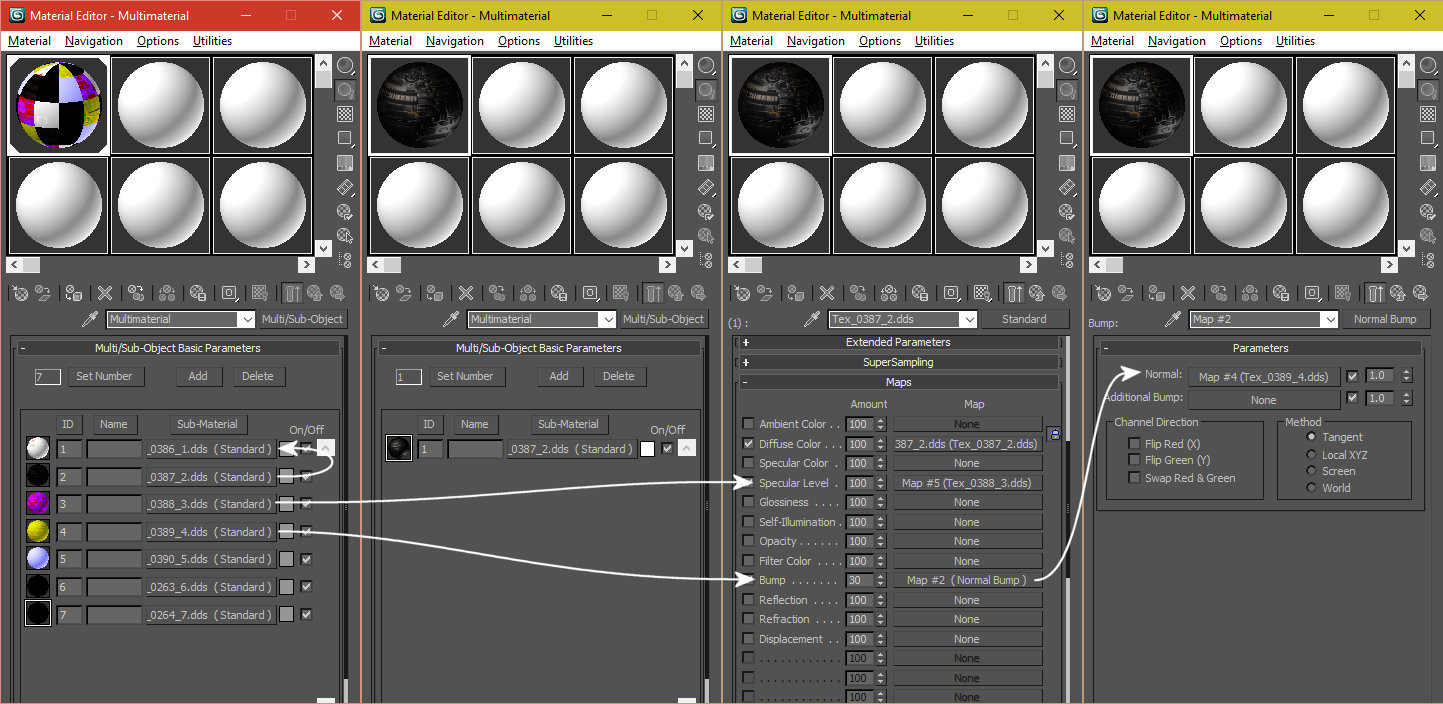 Material Editor - Multimaterial
Material Navigation Options Utilities
Multimaterial Multi/Sub-Object
- Multi/Sub-Object Basic Parameters
7 Set Number Add Delete
ID Name Sub-Material On/Off
1 _0386_1.dds ( Standard )
2 _0387_2.dds ( Standard )
3 _0388_3.dds ( Standard )
4 _0389_4.dds ( Standard )
5 _0390_5.dds ( Standard )
6 _0263_6.dds ( Standard )
7 _0264_7.dds ( Standard )
Material Editor - Multimaterial
Material Navigation Options Utilities
Multimaterial Multi/Sub-Object
- Multi/Sub-Object Basic Parameters
1 Set Number Add Delete
ID Name Sub-Material On/Off
1 _0387_2.dds ( Standard )
Material Editor - Multimaterial
Material Navigation Options Utilities
(1) : Tex_0387_2.dds Standard
+ Extended Parameters
+ SuperSampling
- Maps
Amount Map
Ambient Color . . 100 None
Diffuse Color . . . 100 387_2.dds (Tex_0387_2.dds)
Specular Color . 100 None
Specular Level . 100 Map #5 (Tex_0388_3.dds)
Glossiness . . . . 100 None
Self-Illumination . 100 None
Opacity . . . . . 100 None
Filter Color . . . . 100 None
Bump . . . . . . . 30 Map #2 ( Normal Bump )
Reflection . . . . 100 None
Refraction . . . . 100 None
Displacement . . 100 None
. . . . . . . . . . . . 100 None
. . . . . . . . . . . . 100 None
. . . . . . . . . . . . 100 None
Material Editor - Multimaterial
Material Navigation Options Utilities
Bump: Map #2 Normal Bump
- Parameters
Normal: Map #4 (Tex_0389_4.dds) 1.0
Additional Bump: None 1.0
Channel Direction
Flip Red (X)
Flip Green (Y)
Swap Red & Green
Method
Tangent
Local XYZ
Screen
World